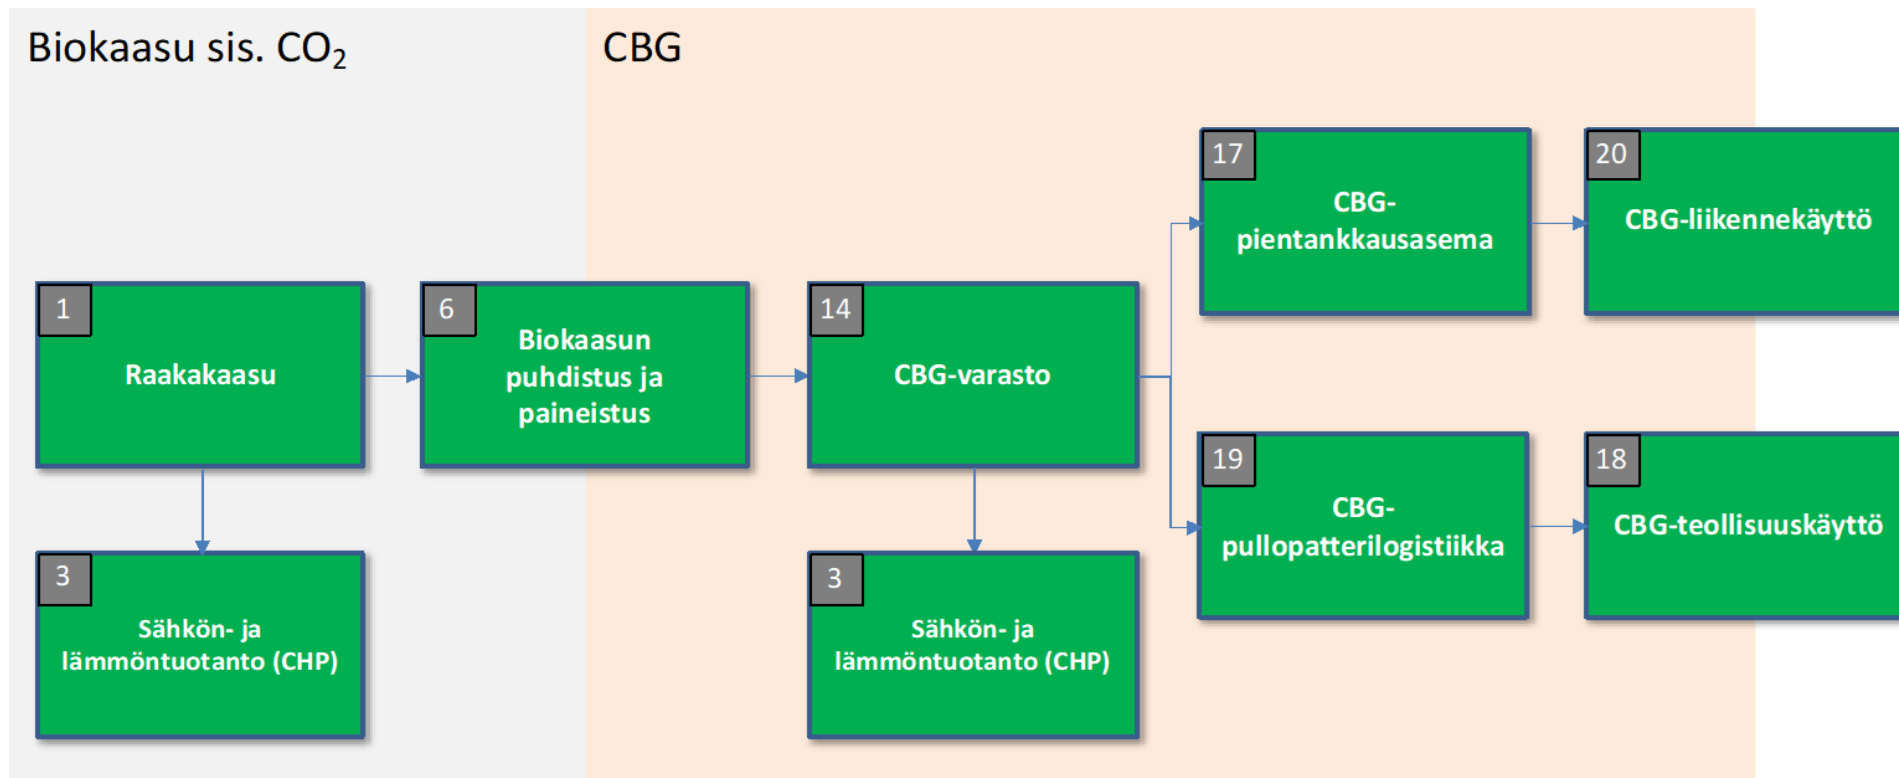 Biokaasu sis. CO₂
CBG
1
Raakakaasu
3
Sähkön- ja
lämmöntuotanto (CHP)
6
Biokaasun
puhdistus ja
paineistus
14
CBG-varasto
3
Sähkön- ja
lämmöntuotanto (CHP)
17
CBG-
pientankkausasema
20
CBG-liikennekäyttö
19
CBG-
pullopatterilogistiikka
18
CBG-teollisuuskäyttö